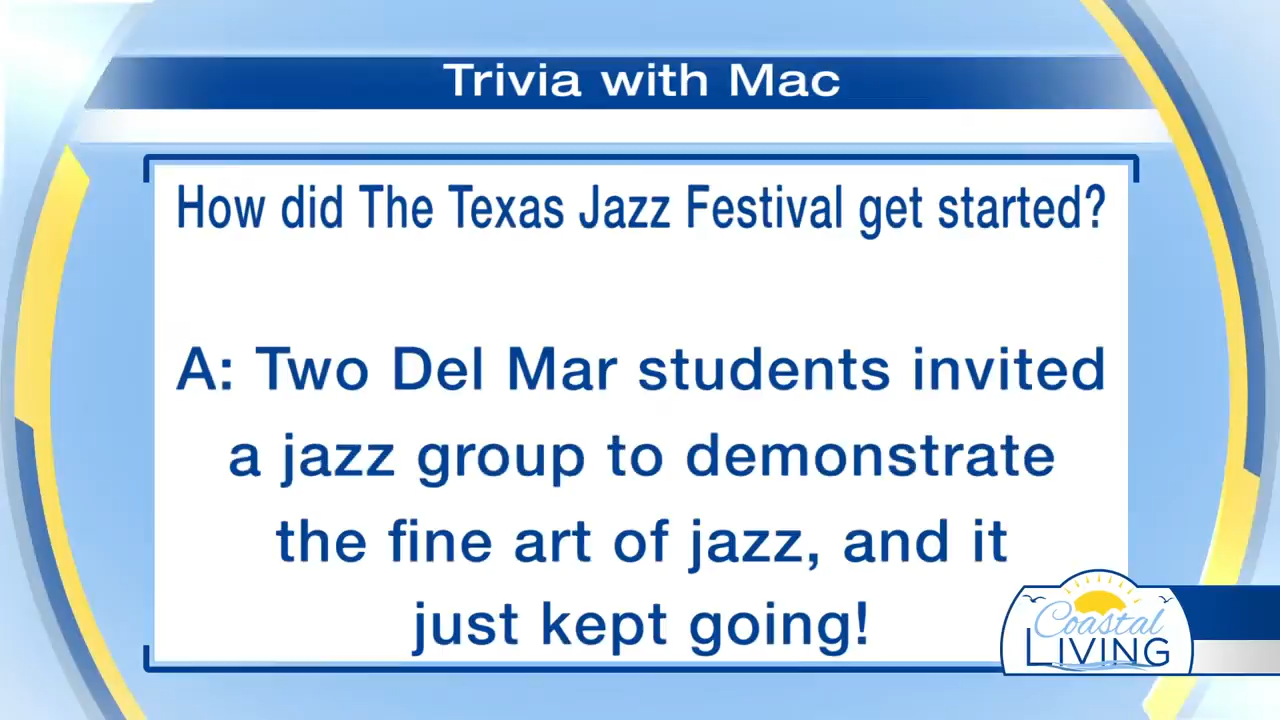 Trivia with Mac
How did The Texas Jazz Festival get started?
A: Two Del Mar students invited
a jazz group to demonstrate
the fine art of jazz, and it
just kept going!
Coastal
LIVING